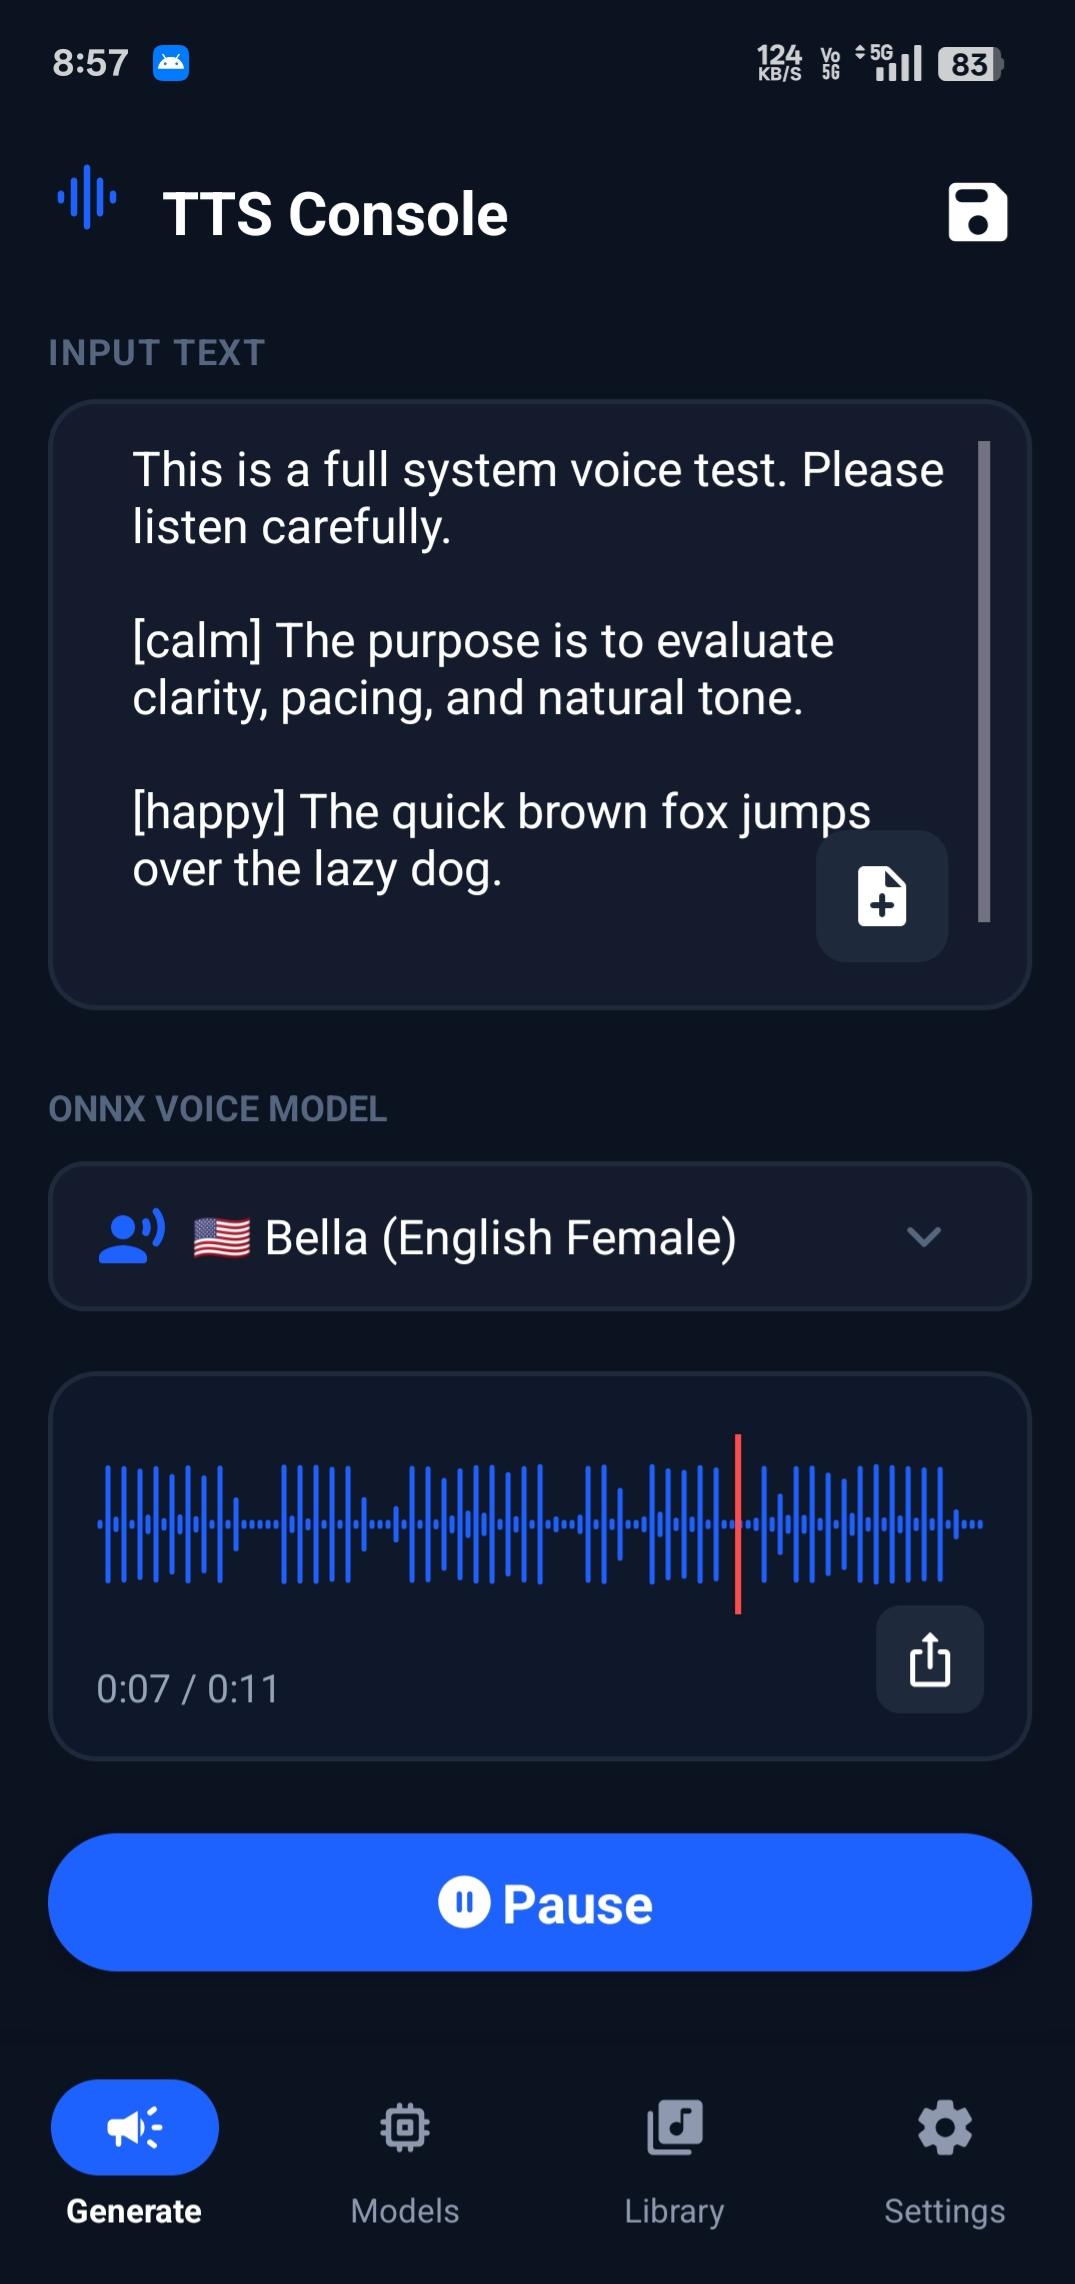 8:57
124
KB/S
Vo
5G
5G
83
TTS Console
INPUT TEXT
This is a full system voice test. Please
listen carefully.
[calm] The purpose is to evaluate
clarity, pacing, and natural tone.
[happy] The quick brown fox jumps
over the lazy dog.
ONNX VOICE MODEL
🇺🇸 Bella (English Female)
0:07 / 0:11
Pause
Generate
Models
Library
Settings